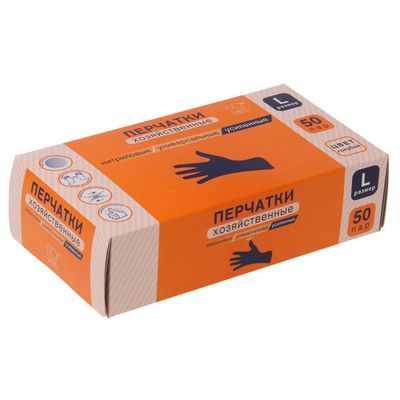 ПЕРЧАТКИ
ХОЗЯЙСТВЕННЫЕ
нитриловые универсальные усиленные
L
размер
50
пар
ЦВЕТ
голубой
ПЕРЧАТКИ
ХОЗЯЙСТВЕННЫЕ
нитриловые универсальные усиленные
L
размер
50
пар